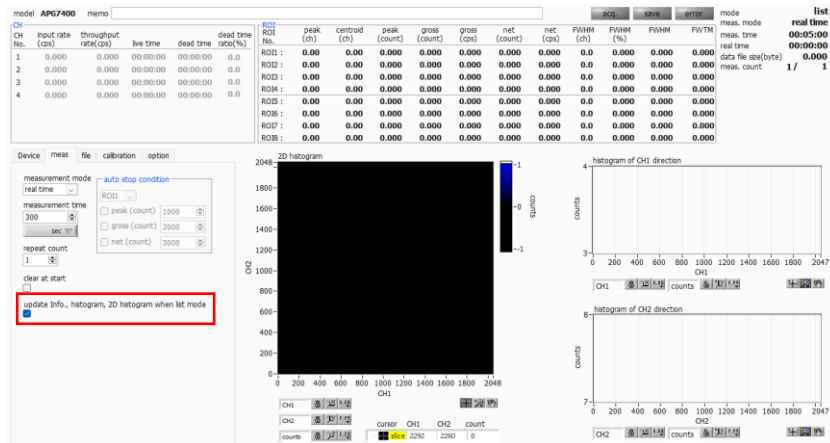 model APG7400 memo acq. save error mode list
meas. mode real time
meas. time 00:05:00
real time 00:00:00
data file size(byte) 0.000
meas. count 1 / 1
CH
CH No. input rate (cps) throughput rate(cps) live time dead time dead time ratio(%)
1 0.000 0.000 00:00:00 00:00:00 0.0
2 0.000 0.000 00:00:00 00:00:00 0.0
3 0.000 0.000 00:00:00 00:00:00 0.0
4 0.000 0.000 00:00:00 00:00:00 0.0
ROI
ROI No. peak (ch) centroid (ch) peak (count) gross (count) gross (cps) net (count) net (cps) FWHM (ch) FWHM (%) FWHM FWTM
ROI1 : 0.00 0.00 0.000 0.000 0.000 0.000 0.000 0.0 0.000 0.000 0.000
ROI2 : 0.00 0.00 0.000 0.000 0.000 0.000 0.000 0.0 0.000 0.000 0.000
ROI3 : 0.00 0.00 0.000 0.000 0.000 0.000 0.000 0.0 0.000 0.000 0.000
ROI4 : 0.00 0.00 0.000 0.000 0.000 0.000 0.000 0.0 0.000 0.000 0.000
ROI5 : 0.00 0.00 0.000 0.000 0.000 0.000 0.000 0.0 0.000 0.000 0.000
ROI6 : 0.00 0.00 0.000 0.000 0.000 0.000 0.000 0.0 0.000 0.000 0.000
ROI7 : 0.00 0.00 0.000 0.000 0.000 0.000 0.000 0.0 0.000 0.000 0.000
ROI8 : 0.00 0.00 0.000 0.000 0.000 0.000 0.000 0.0 0.000 0.000 0.000
Device meas file calibration option
measurement mode
real time
measurement time
300
sec
repeat count
1
clear at start
update Info., histogram, 2D histogram when list mode
auto stop condition
ROI1
peak (count) 1000
gross (count) 2000
net (count) 3000
2D histogram
2048
1800
1600
1400
1200
1000
800
600
400
200
0
CH2
0 200 400 600 800 1000 1200 1400 1600 1800 2048
CH1
1
0
-1
counts
CH1
CH2
counts
cursor CH1 CH2 count
slice 2292 2260 0
histogram of CH1 direction
4
3
counts
0 200 400 600 800 1000 1200 1400 1600 1800 2047
CH1
CH1 counts
histogram of CH2 direction
8
7
counts
0 200 400 600 800 1000 1200 1400 1600 1800 2047
CH2
CH2 counts